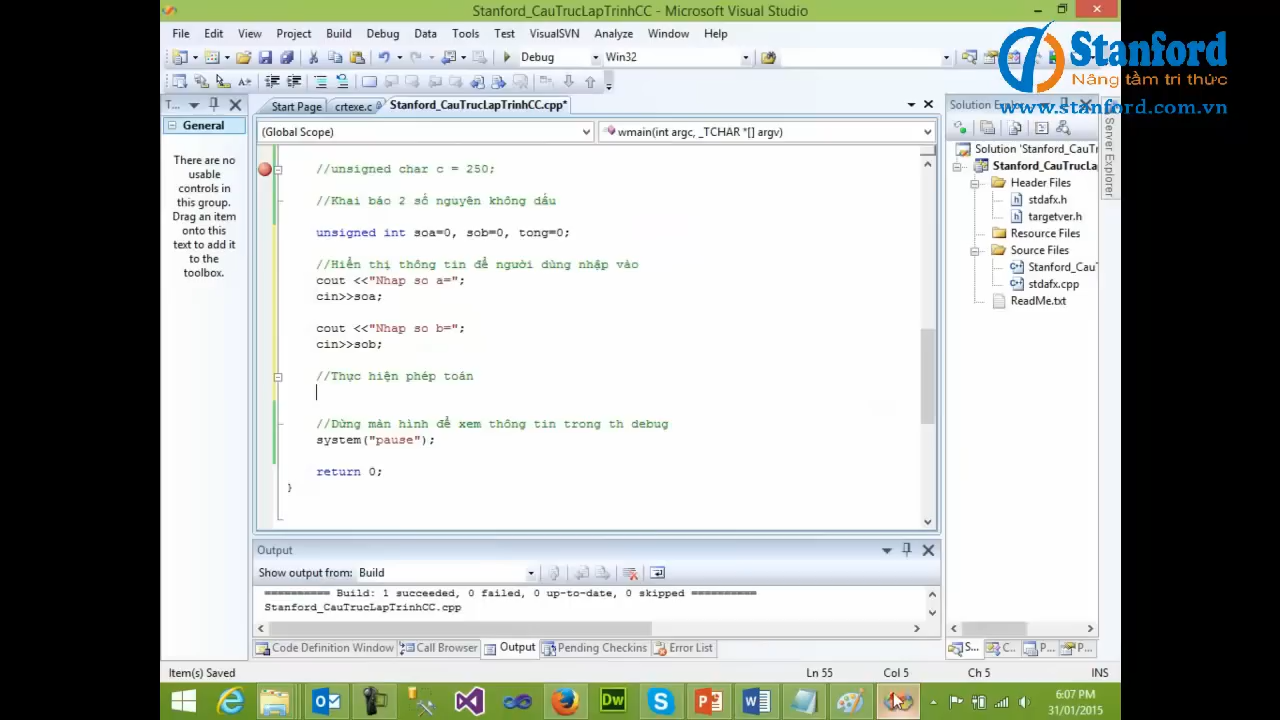 Stanford_CauTrucLapTrinhCC - Microsoft Visual Studio
File Edit View Project Build Debug Data Tools Test VisualSVN Analyze Window Help
Debug Win32
Stanford
Nâng tầm tri thức
www.stanford.com.vn
T...
Start Page crtexe.c Stanford_CauTrucLapTrinhCC.cpp*
General
There are no
usable
controls in
this group.
Drag an item
onto this
text to add it
to the
toolbox.
(Global Scope) wmain(int argc, _TCHAR *[] argv)
//unsigned char c = 250;
//Khai báo 2 số nguyên không dấu
unsigned int soa=0, sob=0, tong=0;
//Hiển thị thông tin để người dùng nhập vào
cout <<"Nhap so a=";
cin>>soa;
cout <<"Nhap so b=";
cin>>sob;
//Thực hiện phép toán
//Dừng màn hình để xem thông tin trong th debug
system("pause");
return 0;
}
Solution Explo
Solution 'Stanford_CauTr
Stanford_CauTrucLa
Header Files
stdafx.h
targetver.h
Resource Files
Source Files
Stanford_Cau
stdafx.cpp
ReadMe.txt
Server Explorer
Output
Show output from: Build
========== Build: 1 succeeded, 0 failed, 0 up-to-date, 0 skipped ==========
Stanford_CauTrucLapTrinhCC.cpp
Code Definition Window Call Browser Output Pending Checkins Error List
S... C... P... P...
Item(s) Saved Ln 55 Col 5 Ch 5 INS
6:07 PM
31/01/2015